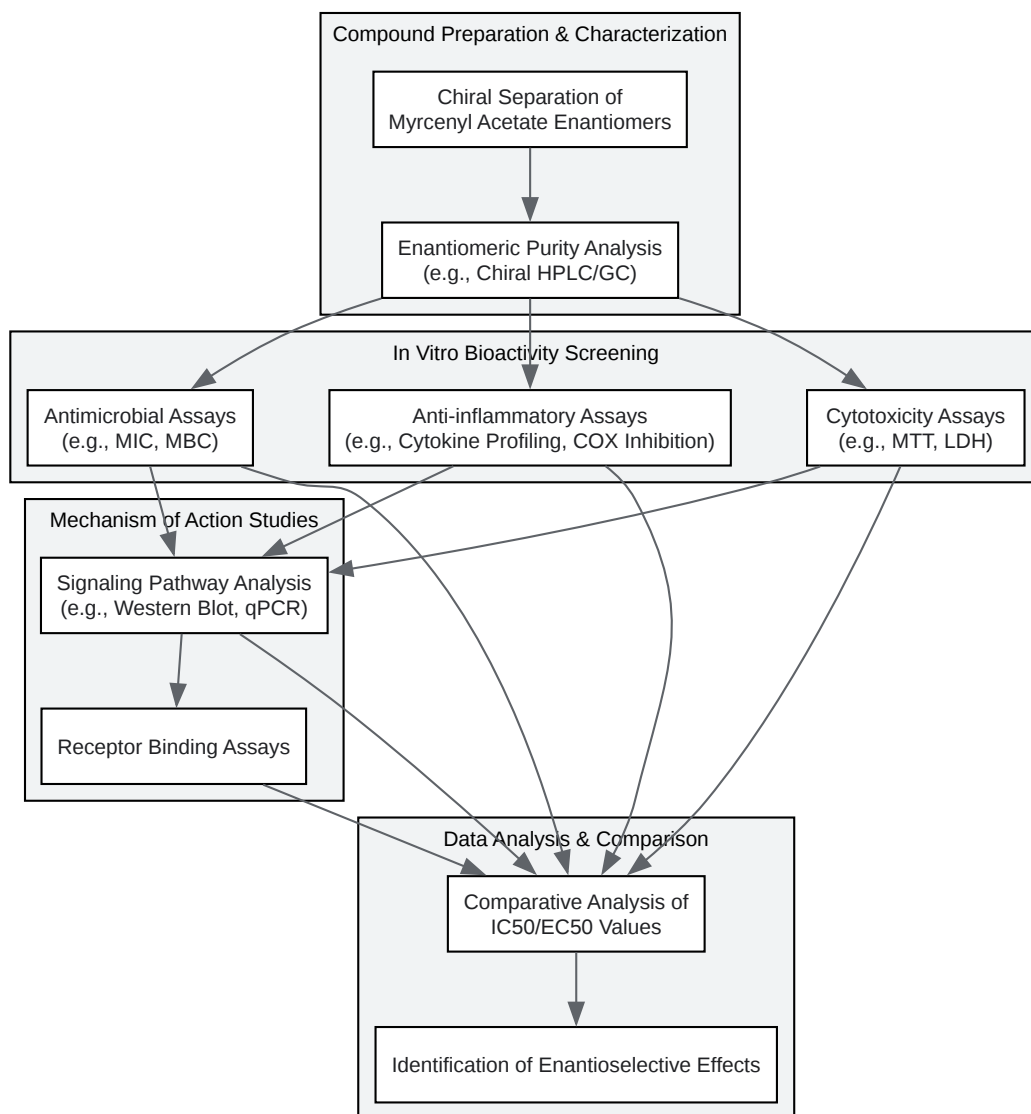 Compound Preparation & Characterization
Chiral Separation of
Myrcenyl Acetate Enantiomers
Enantiomeric Purity Analysis
(e.g., Chiral HPLC/GC)
In Vitro Bioactivity Screening
Antimicrobial Assays
(e.g., MIC, MBC)
Anti-inflammatory Assays
(e.g., Cytokine Profiling, COX Inhibition)
Cytotoxicity Assays
(e.g., MTT, LDH)
Mechanism of Action Studies
Signaling Pathway Analysis
(e.g., Western Blot, qPCR)
Receptor Binding Assays
Data Analysis & Comparison
Comparative Analysis of
IC50/EC50 Values
Identification of Enantioselective Effects